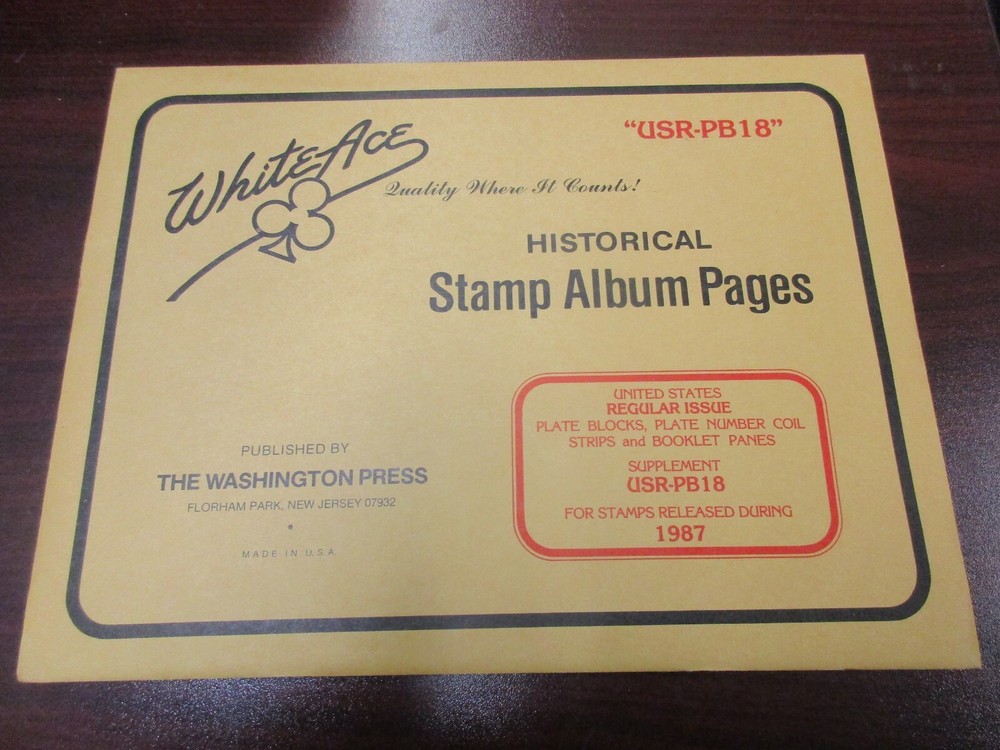 White-Ace
Quality Where It Counts!
"USR-PB18"
HISTORICAL
Stamp Album Pages
UNITED STATES
REGULAR ISSUE
PLATE BLOCKS, PLATE NUMBER COIL
STRIPS and BOOKLET PANES
SUPPLEMENT
USR-PB18
FOR STAMPS RELEASED DURING
1987
PUBLISHED BY
THE WASHINGTON PRESS
FLORHAM PARK, NEW JERSEY 07932
MADE IN U.S.A.